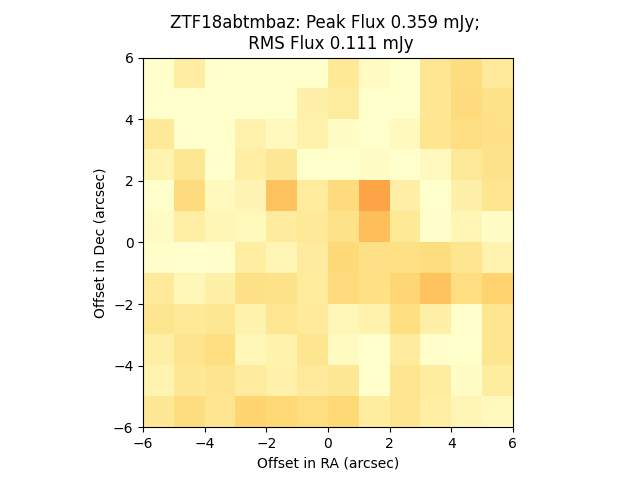 ZTF18abtmbaz: Peak Flux 0.359 mJy;
RMS Flux 0.111 mJy
6
4
2
0
−2
−4
−6
Offset in Dec (arcsec)
−6 −4 −2 0 2 4 6
Offset in RA (arcsec)